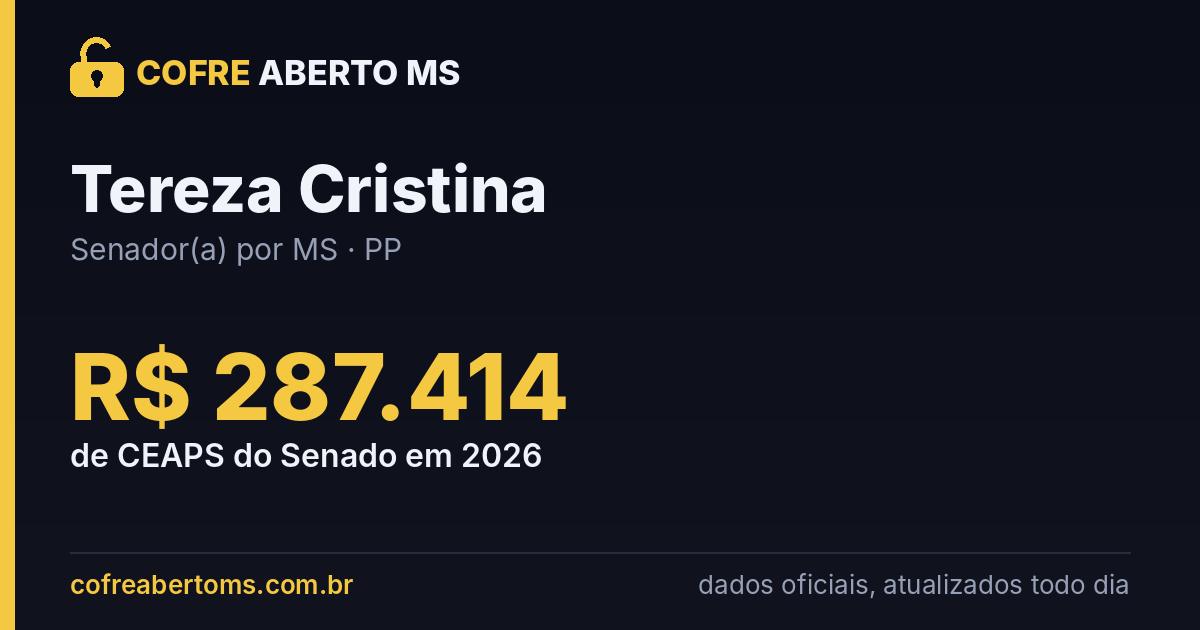 COFRE ABERTO MS
Tereza Cristina
Senador(a) por MS · PP
R$ 287.414
de CEAPS do Senado em 2026
cofreabertoms.com.br
dados oficiais, atualizados todo dia